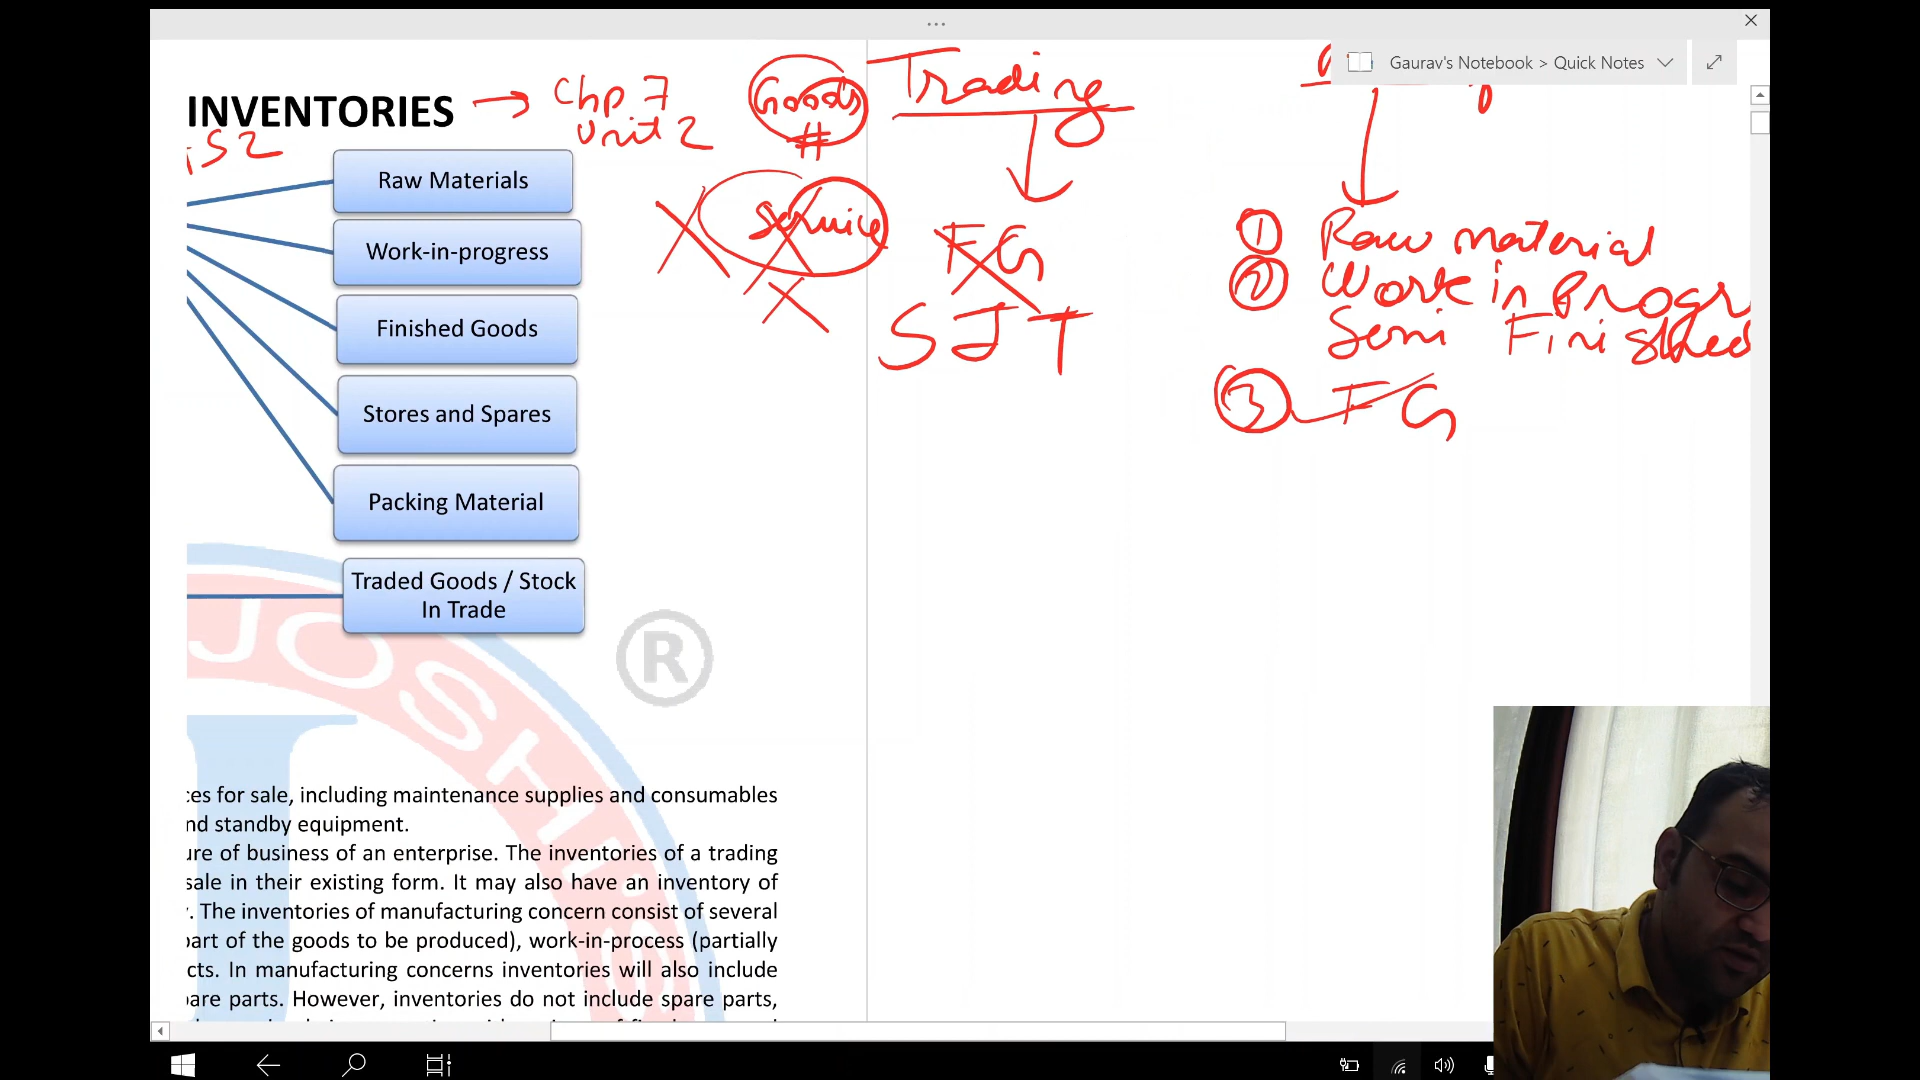 Gaurav's Notebook > Quick Notes
INVENTORIES → Chp 7
Unit 2
Goods
#
Trading
S2
Raw Materials
Work-in-progress
Finished Goods
Stores and Spares
Packing Material
Traded Goods / Stock
In Trade
Service
FG
SIT
① Raw material
② Work in Progr
Semi Finished
③ FG
®
JOSHI'S
ces for sale, including maintenance supplies and consumables
nd standby equipment.
ure of business of an enterprise. The inventories of a trading
sale in their existing form. It may also have an inventory of
. The inventories of manufacturing concern consist of several
part of the goods to be produced), work-in-process (partially
cts. In manufacturing concerns inventories will also include
pare parts. However, inventories do not include spare parts,